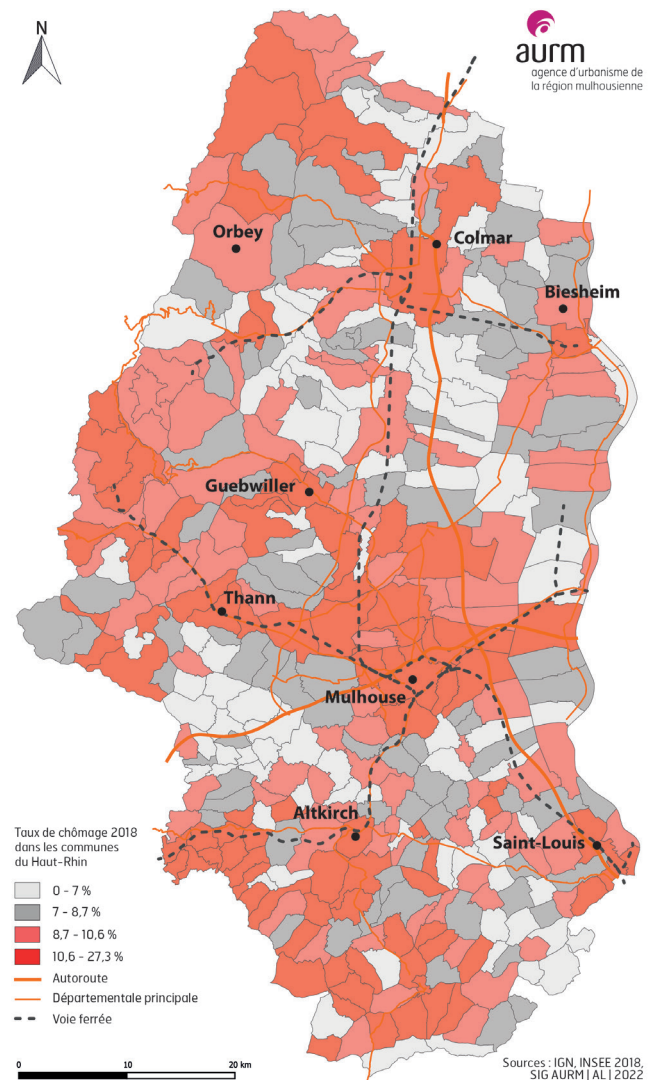 N
aurm
agence d'urbanisme de
la région mulhousienne
Orbey
Colmar
Biesheim
Guebwiller
Thann
Mulhouse
Altkirch
Saint-Louis
Taux de chômage 2018
dans les communes
du Haut-Rhin
0 - 7 %
7 - 8,7 %
8,7 - 10,6 %
10,6 - 27,3 %
Autoroute
Départementale principale
Voie ferrée
0 10 20 km
Sources : IGN, INSEE 2018,
SIG AURM | AL | 2022